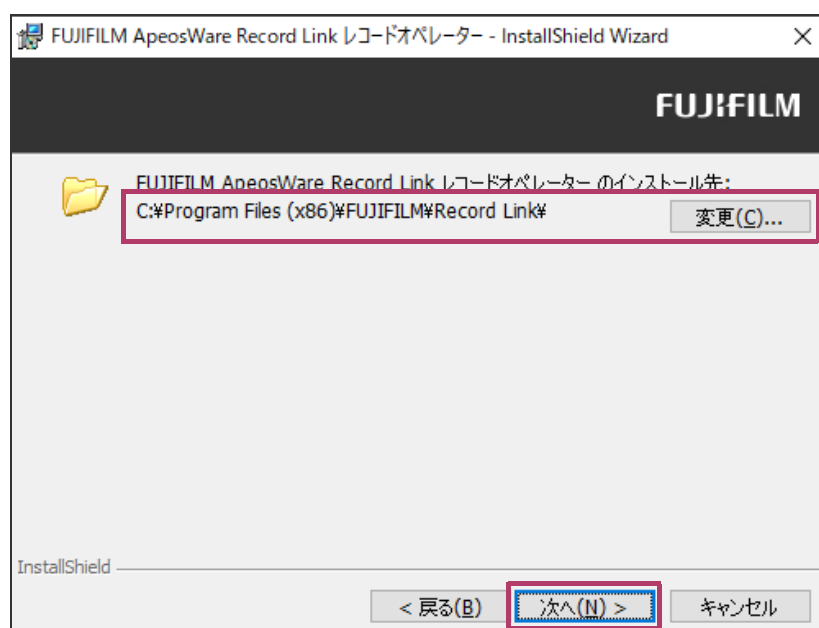 FUJIFILM ApeosWare Record Link レコードオペレーター - InstallShield Wizard
FUJIFILM
FUJIFILM ApeosWare Record Link レコードオペレーター のインストール先:
C:¥Program Files (x86)¥FUJIFILM¥Record Link¥
変更(C)...
InstallShield
< 戻る(B)
次へ(N) >
キャンセル